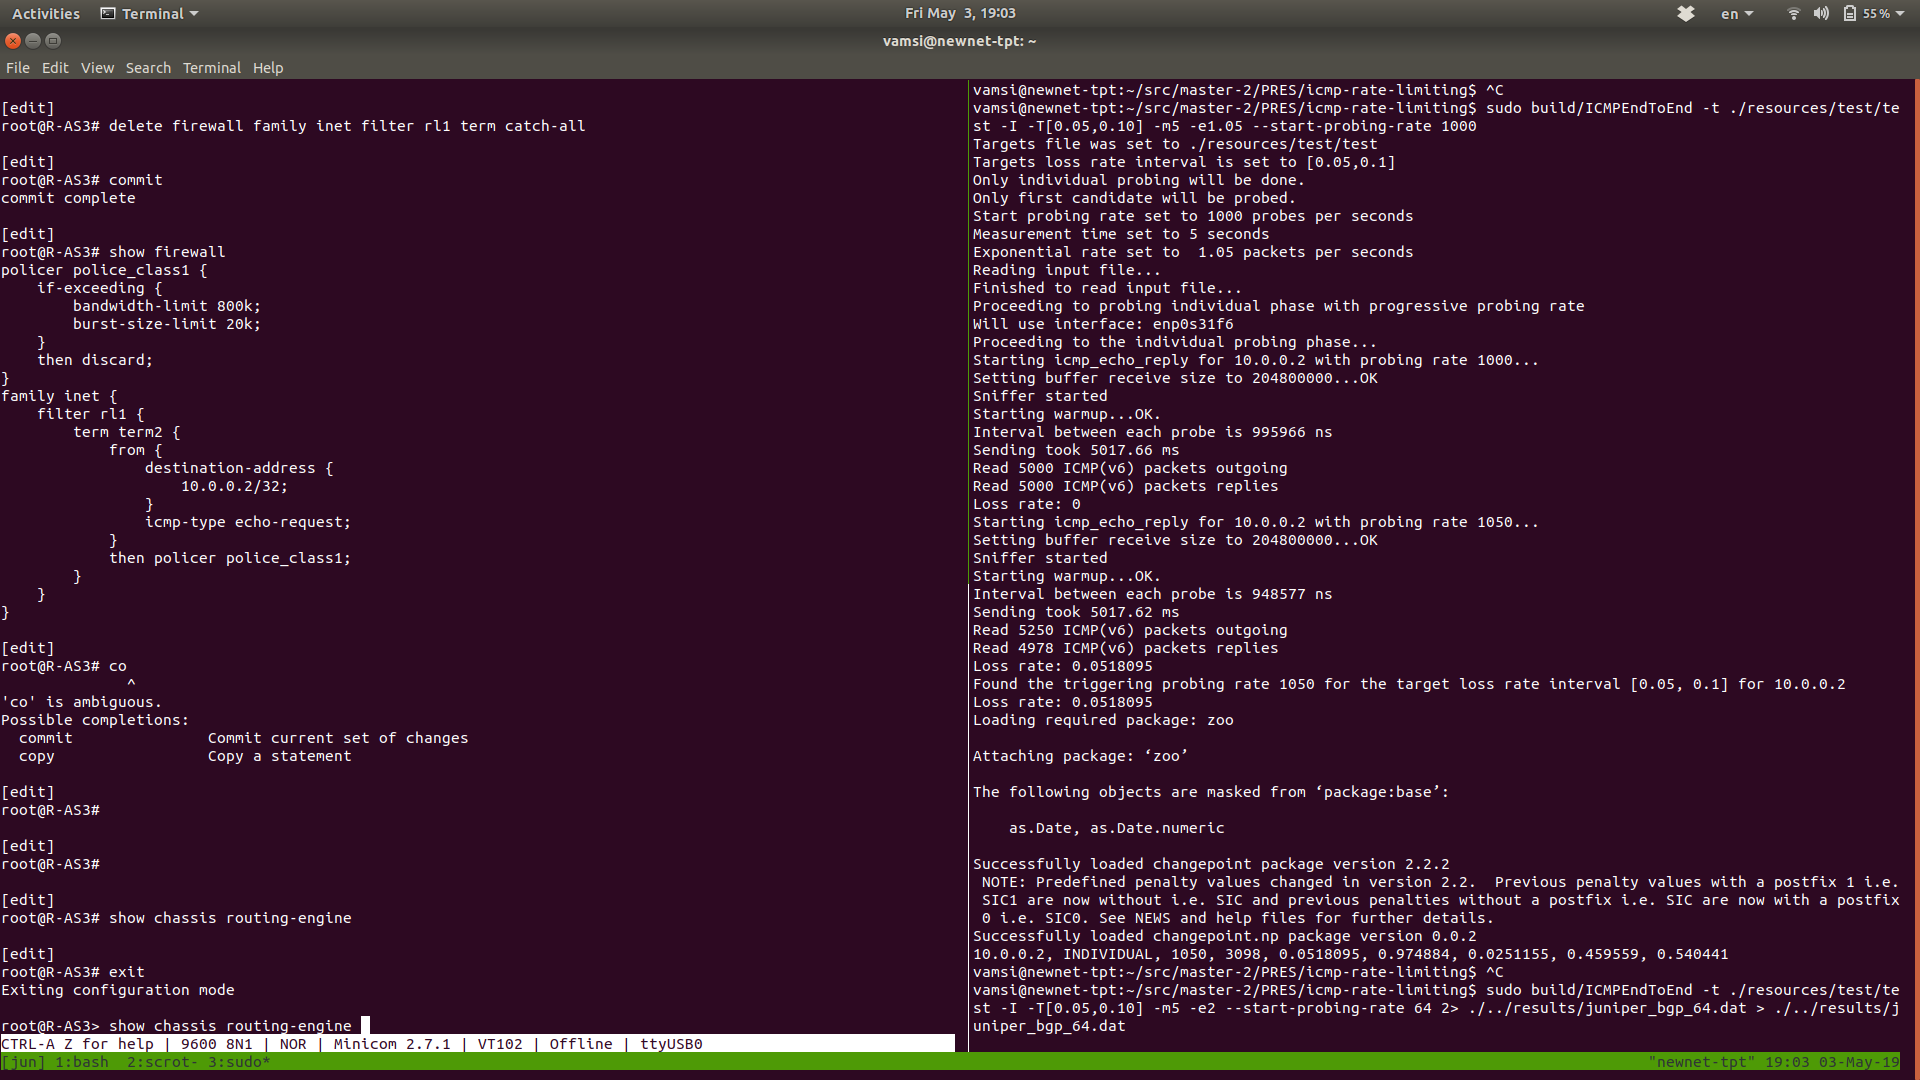 Activities Terminal Fri May 3, 19:03 en 55 %
vamsi@newnet-tpt: ~
File Edit View Search Terminal Help
[edit]
root@R-AS3# delete firewall family inet filter rl1 term catch-all
[edit]
root@R-AS3# commit
commit complete
[edit]
root@R-AS3# show firewall
policer police_class1 {
    if-exceeding {
        bandwidth-limit 800k;
        burst-size-limit 20k;
    }
    then discard;
}
family inet {
    filter rl1 {
        term term2 {
            from {
                destination-address {
                    10.0.0.2/32;
                }
                icmp-type echo-request;
            }
            then policer police_class1;
        }
    }
}
[edit]
root@R-AS3# co
              ^
'co' is ambiguous.
Possible completions:
  commit               Commit current set of changes
  copy                 Copy a statement
[edit]
root@R-AS3#
[edit]
root@R-AS3#
[edit]
root@R-AS3# show chassis routing-engine
[edit]
root@R-AS3# exit
Exiting configuration mode
root@R-AS3> show chassis routing-engine
CTRL-A Z for help | 9600 8N1 | NOR | Minicom 2.7.1 | VT102 | Offline | ttyUSB0
vamsi@newnet-tpt:~/src/master-2/PRES/icmp-rate-limiting$ ^C
vamsi@newnet-tpt:~/src/master-2/PRES/icmp-rate-limiting$ sudo build/ICMPEndToEnd -t ./resources/test/te
st -I -T[0.05,0.10] -m5 -e1.05 --start-probing-rate 1000
Targets file was set to ./resources/test/test
Targets loss rate interval is set to [0.05,0.1]
Only individual probing will be done.
Only first candidate will be probed.
Start probing rate set to 1000 probes per seconds
Measurement time set to 5 seconds
Exponential rate set to  1.05 packets per seconds
Reading input file...
Finished to read input file...
Proceeding to probing individual phase with progressive probing rate
Will use interface: enp0s31f6
Proceeding to the individual probing phase...
Starting icmp_echo_reply for 10.0.0.2 with probing rate 1000...
Setting buffer receive size to 204800000...OK
Sniffer started
Starting warmup...OK.
Interval between each probe is 995966 ns
Sending took 5017.66 ms
Read 5000 ICMP(v6) packets outgoing
Read 5000 ICMP(v6) packets replies
Loss rate: 0
Starting icmp_echo_reply for 10.0.0.2 with probing rate 1050...
Setting buffer receive size to 204800000...OK
Sniffer started
Starting warmup...OK.
Interval between each probe is 948577 ns
Sending took 5017.62 ms
Read 5250 ICMP(v6) packets outgoing
Read 4978 ICMP(v6) packets replies
Loss rate: 0.0518095
Found the triggering probing rate 1050 for the target loss rate interval [0.05, 0.1] for 10.0.0.2
Loss rate: 0.0518095
Loading required package: zoo
Attaching package: ‘zoo’
The following objects are masked from ‘package:base’:
    as.Date, as.Date.numeric
Successfully loaded changepoint package version 2.2.2
 NOTE: Predefined penalty values changed in version 2.2.  Previous penalty values with a postfix 1 i.e.
 SIC1 are now without i.e. SIC and previous penalties without a postfix i.e. SIC are now with a postfix
 0 i.e. SIC0. See NEWS and help files for further details.
Successfully loaded changepoint.np package version 0.0.2
10.0.0.2, INDIVIDUAL, 1050, 3098, 0.0518095, 0.974884, 0.0251155, 0.459559, 0.540441
vamsi@newnet-tpt:~/src/master-2/PRES/icmp-rate-limiting$ ^C
vamsi@newnet-tpt:~/src/master-2/PRES/icmp-rate-limiting$ sudo build/ICMPEndToEnd -t ./resources/test/te
st -I -T[0.05,0.10] -m5 -e2 --start-probing-rate 64 2> ./../results/juniper_bgp_64.dat > ./../results/j
uniper_bgp_64.dat
[jun] 1:bash  2:scrot- 3:sudo* "newnet-tpt" 19:03 03-May-19